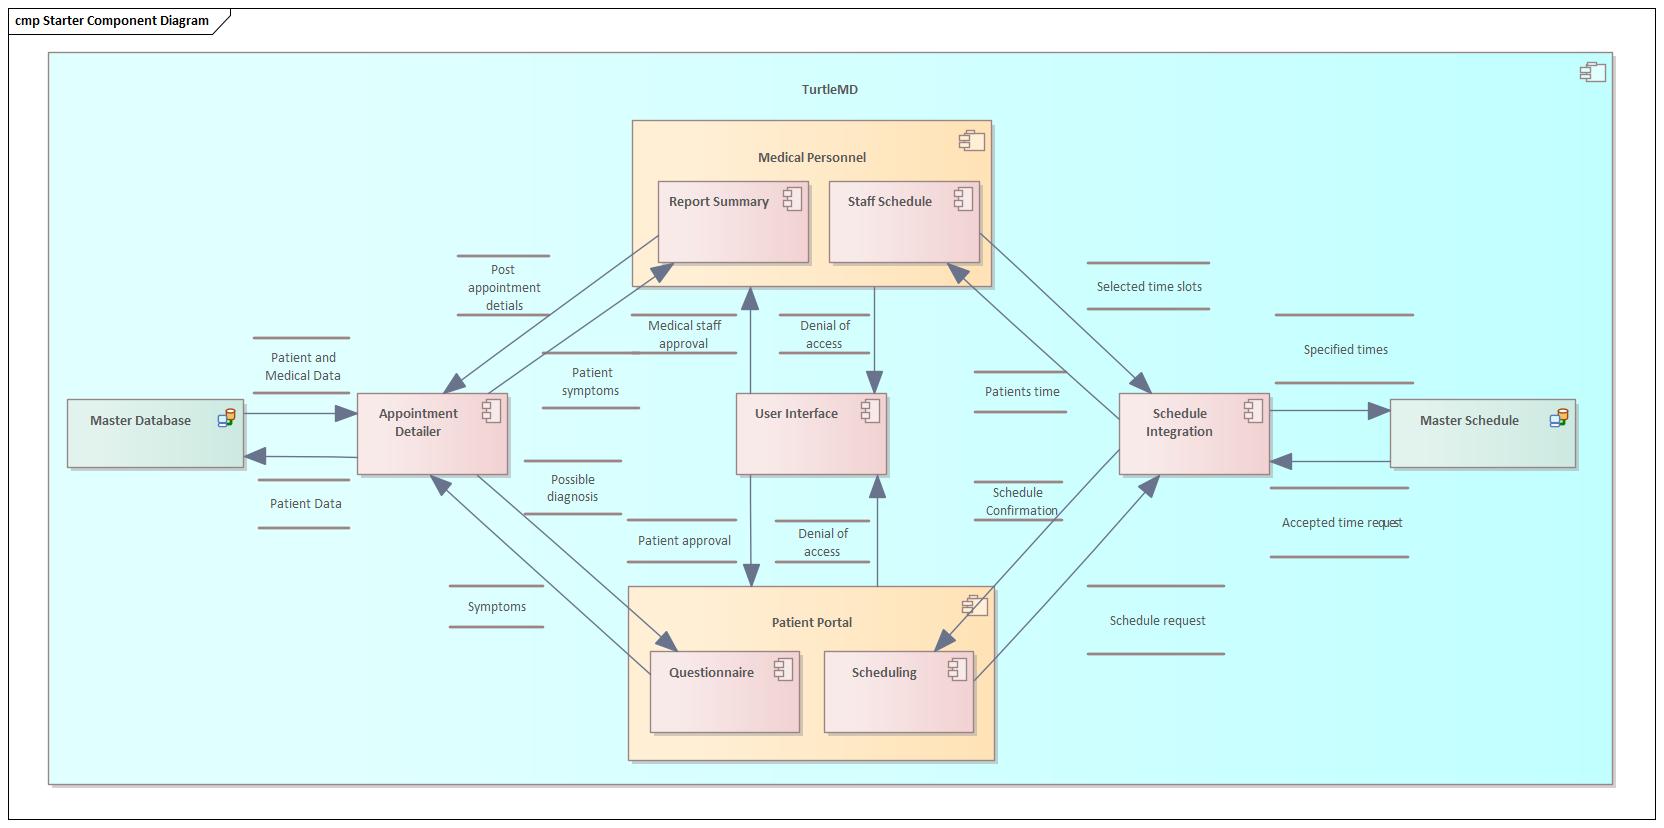 cmp Starter Component Diagram
TurtleMD
Medical Personnel
Report Summary
Staff Schedule
Post
appointment
detials
Selected time slots
Medical staff
approval
Denial of
access
Specified times
Patient and
Medical Data
Patient
symptoms
Patients time
Master Database
Appointment
Detailer
User Interface
Schedule
Integration
Master Schedule
Possible
diagnosis
Schedule
Confirmation
Patient Data
Accepted time request
Patient approval
Denial of
access
Symptoms
Schedule request
Patient Portal
Questionnaire
Scheduling